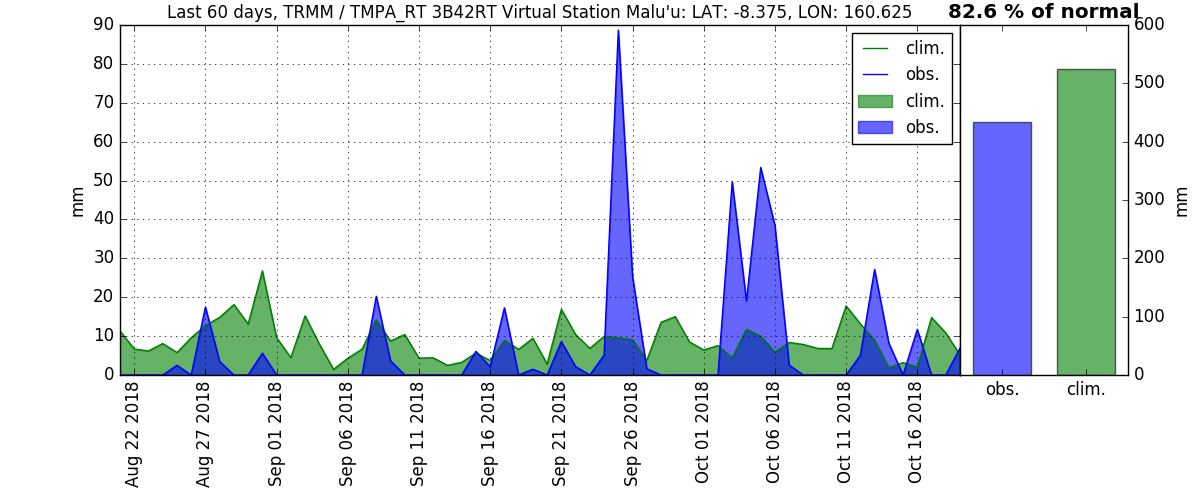 Last 60 days, TRMM / TMPA_RT 3B42RT Virtual Station Malu'u: LAT: -8.375, LON: 160.625
82.6 % of normal
90
80
70
60
50
40
30
20
10
0
mm
clim.
obs.
clim.
obs.
Aug 22 2018
Aug 27 2018
Sep 01 2018
Sep 06 2018
Sep 11 2018
Sep 16 2018
Sep 21 2018
Sep 26 2018
Oct 01 2018
Oct 06 2018
Oct 11 2018
Oct 16 2018
600
500
400
300
200
100
0
mm
obs.
clim.